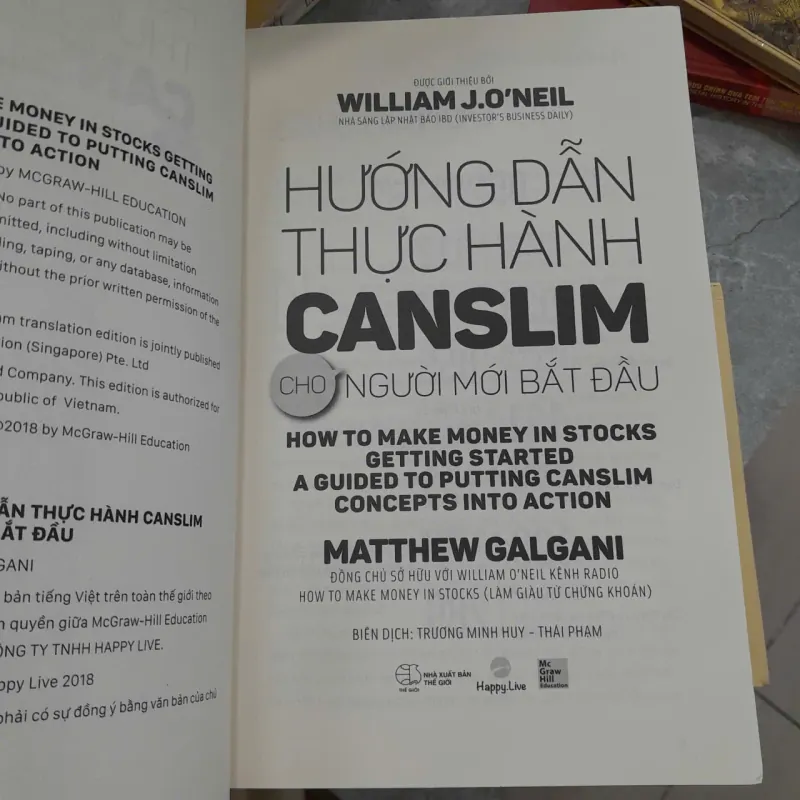 E MONEY IN STOCKS GETTING
GUIDED TO PUTTING CANSLIM
TO ACTION
by MCGRAW-HILL EDUCATION
No part of this publication may be
mitted, including without limitation
ding, taping, or any database, information
without the prior written permission of the
am translation edition is jointly published
tion (Singapore) Pte. Ltd
d Company. This edition is authorized for
public of Vietnam.
©2018 by McGraw-Hill Education
ẪN THỰC HÀNH CANSLIM
BẮT ĐẦU
GANI
bản tiếng Việt trên toàn thế giới theo
n quyền giữa McGraw-Hill Education
ÔNG TY TNHH HAPPY LIVE.
ppy Live 2018
phải có sự đồng ý bằng văn bản của chủ
ĐƯỢC GIỚI THIỆU BỞI
WILLIAM J.O'NEIL
NHÀ SÁNG LẬP NHẬT BÁO IBD (INVESTOR'S BUSINESS DAILY)
HƯỚNG DẪN
THỰC HÀNH
CANSLIM
CHO NGƯỜI MỚI BẮT ĐẦU
HOW TO MAKE MONEY IN STOCKS
GETTING STARTED
A GUIDED TO PUTTING CANSLIM
CONCEPTS INTO ACTION
MATTHEW GALGANI
ĐỒNG CHỦ SỞ HỮU VỚI WILLIAM O'NEIL KÊNH RADIO
HOW TO MAKE MONEY IN STOCKS (LÀM GIÀU TỪ CHỨNG KHOÁN)
BIÊN DỊCH: TRƯƠNG MINH HUY - THÁI PHẠM
THẾ GIỚI
NHÀ XUẤT BẢN
THẾ GIỚI
Happy.Live
Mc
Graw
Hill
Education